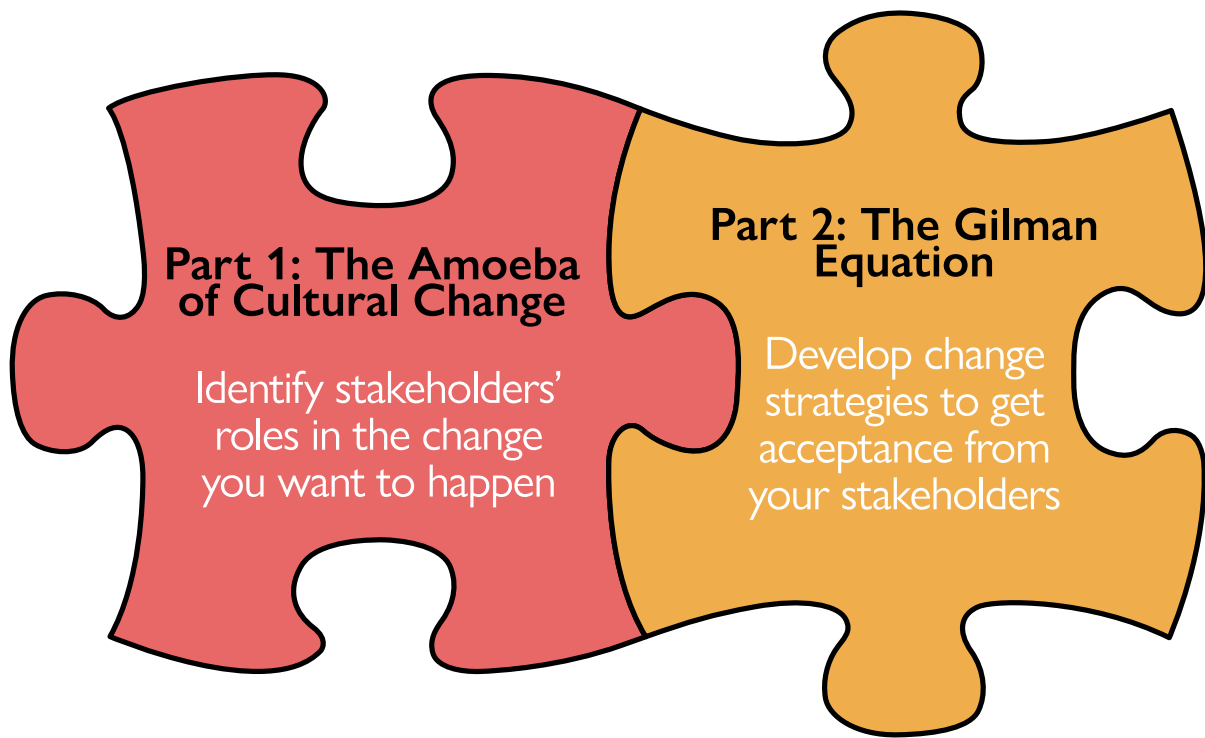 Part 1: The Amoeba
of Cultural Change
Identify stakeholders’
roles in the change
you want to happen
Part 2: The Gilman
Equation
Develop change
strategies to get
acceptance from
your stakeholders